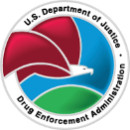 U.S. Department of Justice -
Drug Enforcement Administration -